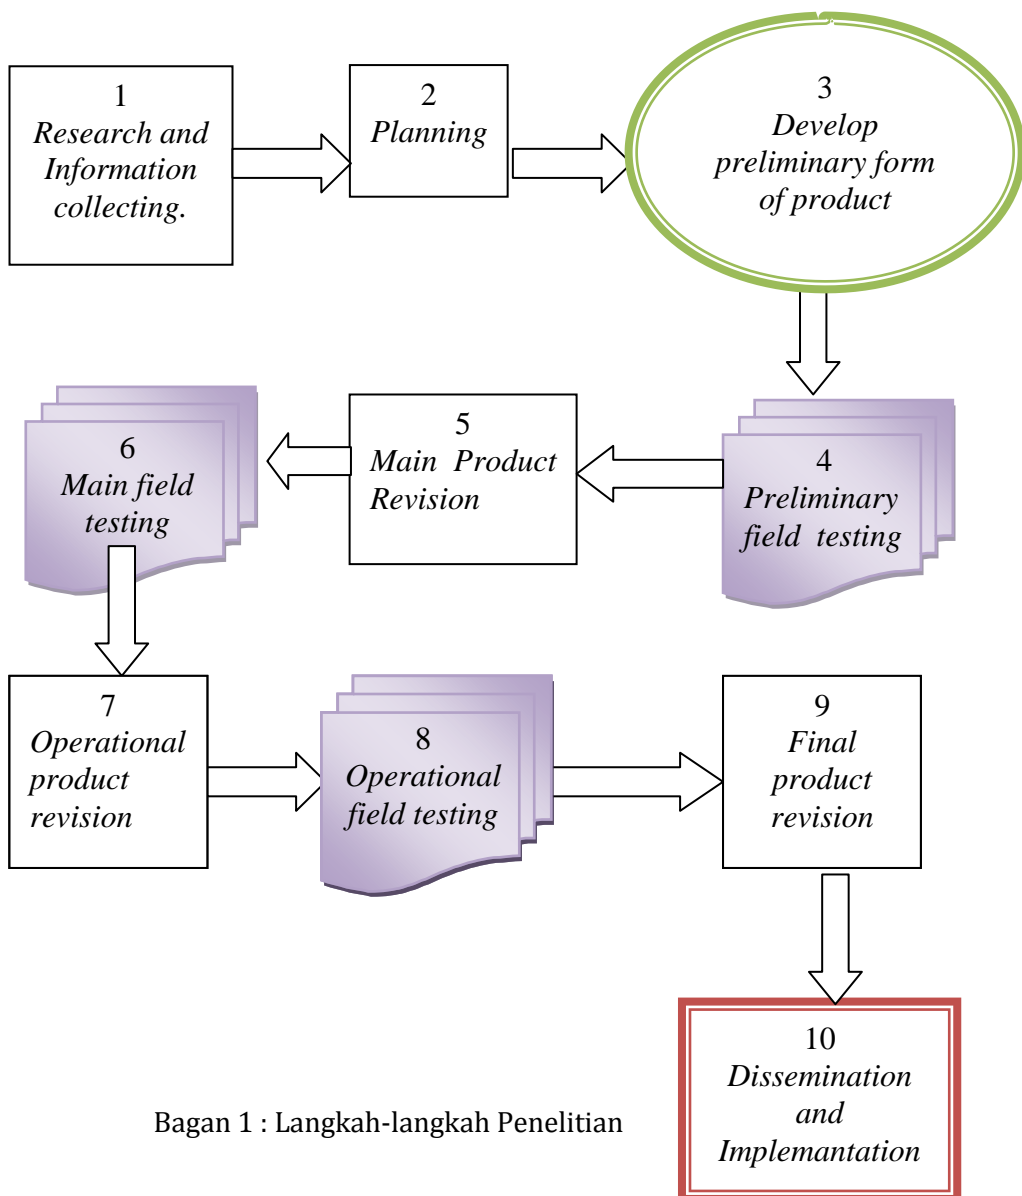 1
Research and
Information
collecting.
2
Planning
3
Develop
preliminary form
of product
4
Preliminary
field testing
5
Main Product
Revision
6
Main field
testing
7
Operational
product
revision
8
Operational
field testing
9
Final
product
revision
10
Dissemination
and
Implemantation
Bagan 1 : Langkah-langkah Penelitian